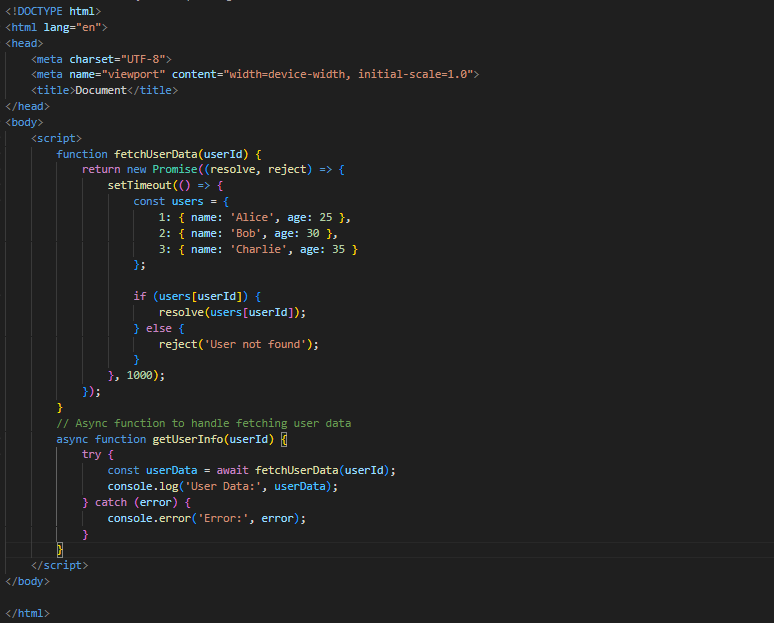 <!DOCTYPE html>
<html lang="en">
<head>
    <meta charset="UTF-8">
    <meta name="viewport" content="width=device-width, initial-scale=1.0">
    <title>Document</title>
</head>
<body>
    <script>
        function fetchUserData(userId) {
            return new Promise((resolve, reject) => {
                setTimeout(() => {
                    const users = {
                        1: { name: 'Alice', age: 25 },
                        2: { name: 'Bob', age: 30 },
                        3: { name: 'Charlie', age: 35 }
                    };

                    if (users[userId]) {
                        resolve(users[userId]);
                    } else {
                        reject('User not found');
                    }
                }, 1000);
            });
        }
        // Async function to handle fetching user data
        async function getUserInfo(userId) {
            try {
                const userData = await fetchUserData(userId);
                console.log('User Data:', userData);
            } catch (error) {
                console.error('Error:', error);
            }
        }
    </script>
</body>

</html>